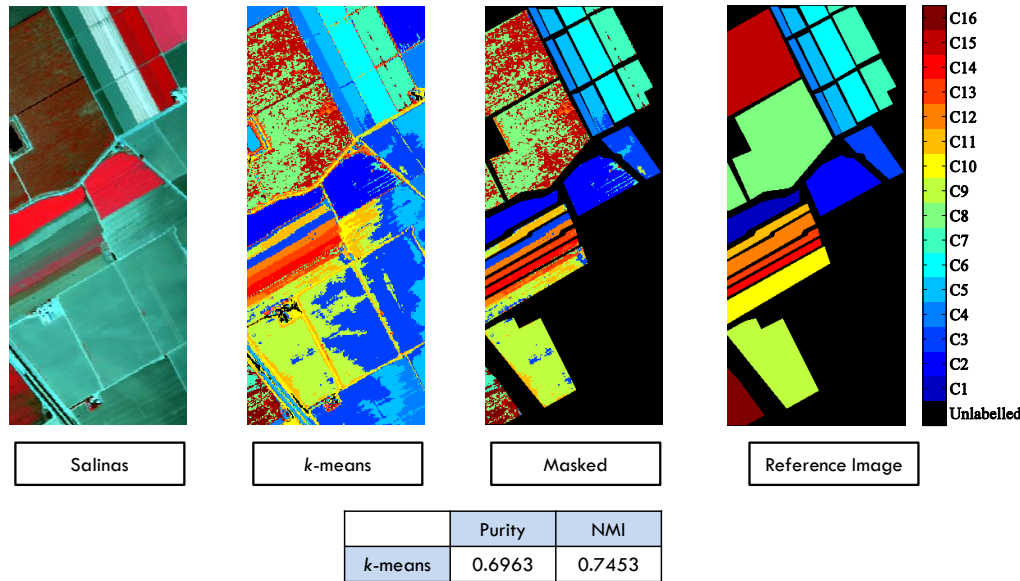 C16
C15
C14
C13
C12
C11
C10
C9
C8
C7
C6
C5
C4
C3
C2
C1
Unlabelled
Salinas
k-means
Masked
Reference Image
Purity NMI
k-means 0.6963 0.7453